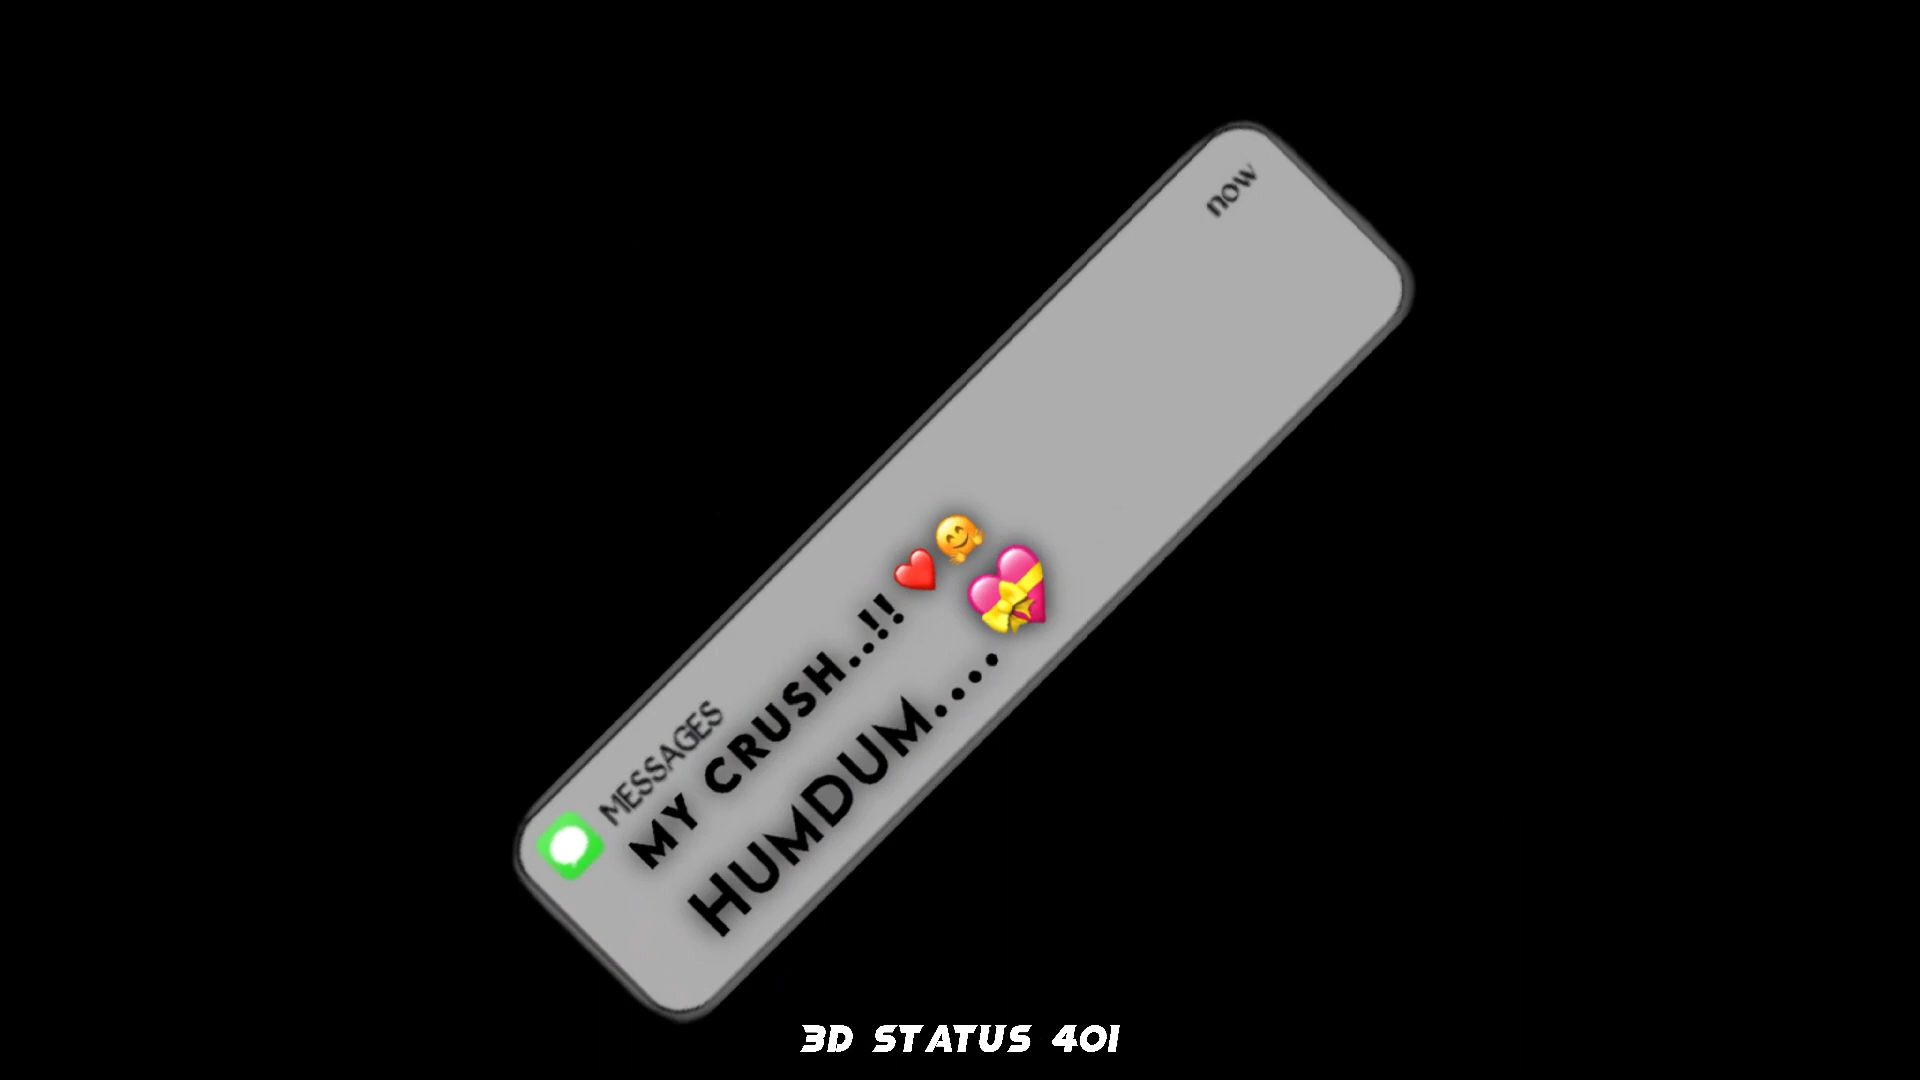 MESSAGES
now
MY CRUSH..!!❤️🤗
HUMDUM....💝
3D STATUS 401